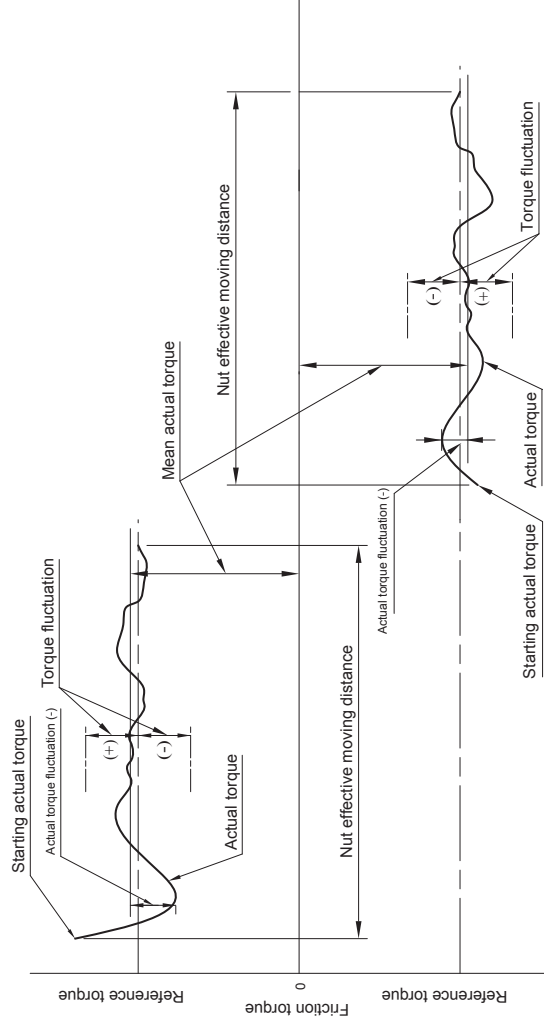 Starting actual torque
Actual torque fluctuation (-)
Torque fluctuation
(+)
(-)
Actual torque
Nut effective moving distance
Mean actual torque
Nut effective moving distance
Actual torque fluctuation (-)
(-)
(+)
Torque fluctuation
Actual torque
Starting actual torque
Reference torque
0
Friction torque
Reference torque